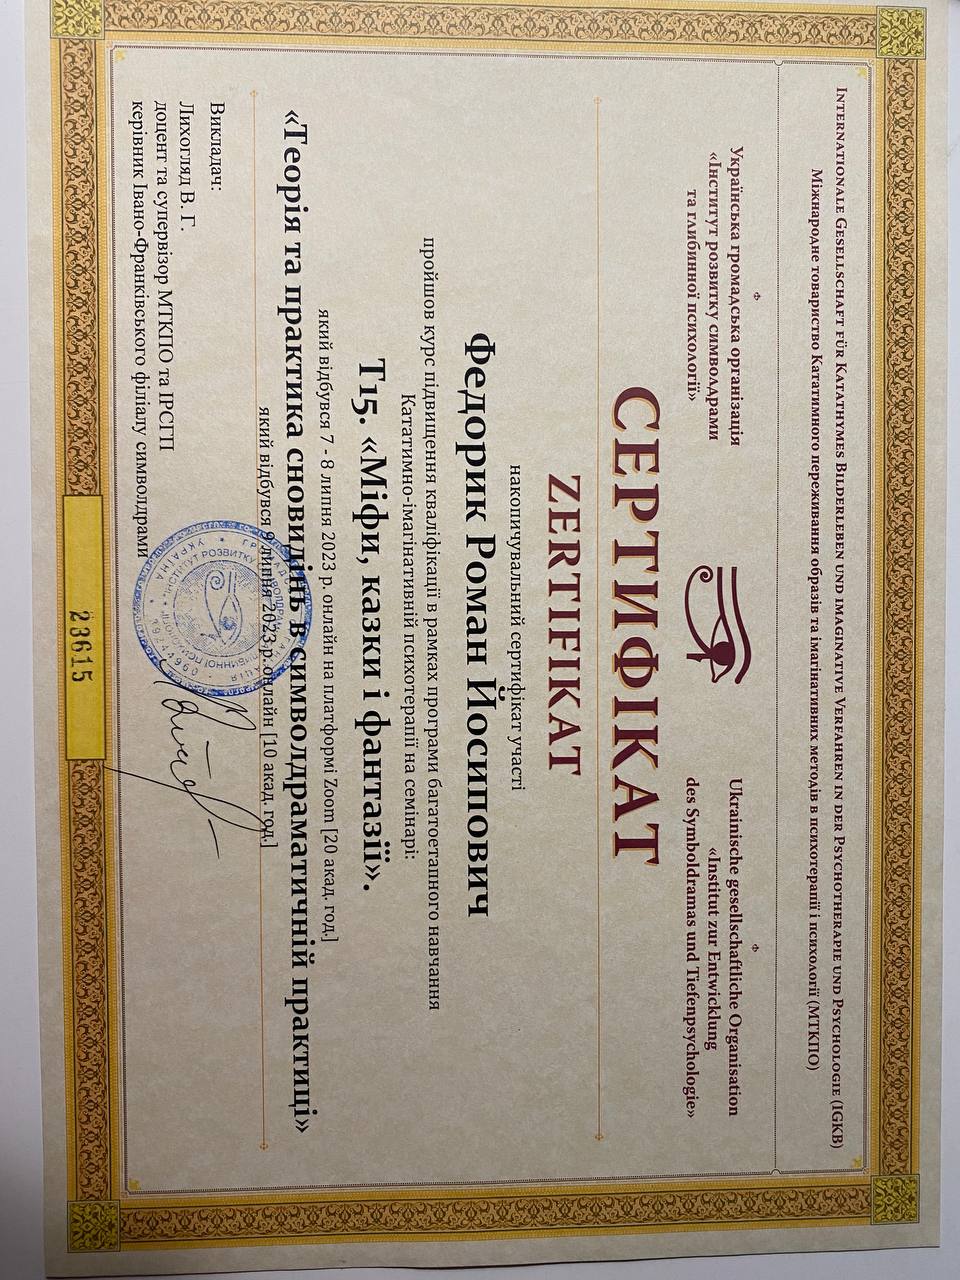 Internationale Gesellschaft für Katathymes Bilderleben und imaginative Verfahren in der Psychotherapie und Psychologie (IGKB)
Міжнародне товариство Кататимного переживання образів та імагінативних методів в психотерапії і психології (МТКПО)
Українська громадська організація
«Інститут розвитку символдрами
та глибинної психології»
Ukrainische gesellschaftliche Organisation
«Institut zur Entwicklung
des Symboldramas und Tiefenpsychologie»
СЕРТИФІКАТ
ZERTIFIKAT
накопичувальний сертифікат участі
Федорик Роман Йосипович
пройшов курс підвищення кваліфікації в рамках програми багатоетапного навчання
Кататимно-імагінативній психотерапії на семінарі:
Т15. «Міфи, казки і фантазії».
який відбувся 7 - 8 липня 2023 р. онлайн на платформі Zoom [20 акад. год.]
«Теорія та практика сновидінь в символдраматичній практиці»
який відбувся 9 липня 2023 р. онлайн [10 акад. год.]
Викладач:
Лихогляд В. Г.
доцент та супервізор МТКПО та ІРСГП
керівник Івано-Франківського філіалу символдрами
23615